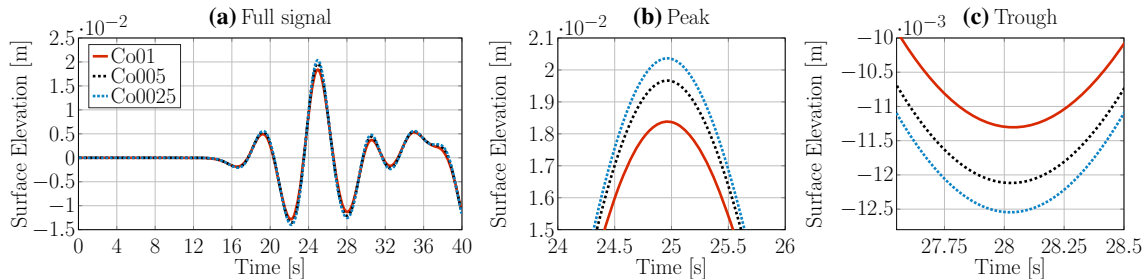 (a) Full signal
·10⁻²
Surface Elevation [m]
2.5
2
1.5
1
0.5
0
−0.5
−1
−1.5
Co01
Co005
Co0025
0 4 8 12 16 20 24 28 32 36 40
Time [s]
(b) Peak
·10⁻²
Surface Elevation [m]
2.1
2
1.9
1.8
1.7
1.6
1.5
24 24.5 25 25.5 26
Time [s]
(c) Trough
·10⁻³
Surface Elevation [m]
−10
−10.5
−11
−11.5
−12
−12.5
27.75 28 28.25 28.5
Time [s]